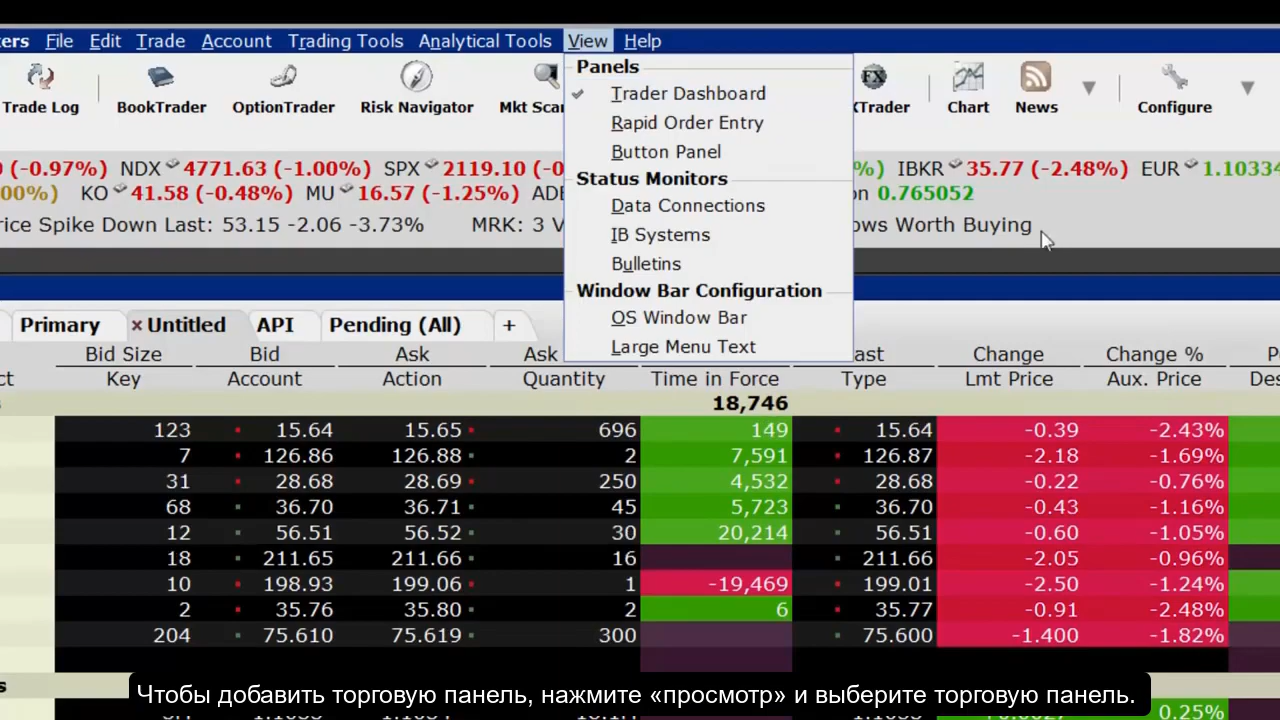 ers File Edit Trade Account Trading Tools Analytical Tools View Help
Trade Log BookTrader OptionTrader Risk Navigator Mkt Scan Trader Chart News Configure
FX
Panels
Trader Dashboard
Rapid Order Entry
Button Panel
Status Monitors
Data Connections
IB Systems
Bulletins
Window Bar Configuration
OS Window Bar
Large Menu Text
(-0.97%) NDX 4771.63 (-1.00%) SPX 2119.10 (-0 %) IBKR 35.77 (-2.48%) EUR 1.10334
00%) KO 41.58 (-0.48%) MU 16.57 (-1.25%) ADB on 0.765052
rice Spike Down Last: 53.15 -2.06 -3.73% MRK: 3 V ows Worth Buying
Primary × Untitled API Pending (All) +
Bid Size Bid Ask Ask ast Change Change % P
ct Key Account Action Quantity Time in Force Type Lmt Price Aux. Price Des
s 18,746
123 15.64 15.65 696 149 15.64 -0.39 -2.43%
7 126.86 126.88 2 7,591 126.87 -2.18 -1.69%
31 28.68 28.69 250 4,532 28.68 -0.22 -0.76%
68 36.70 36.71 45 5,723 36.70 -0.43 -1.16%
12 56.51 56.52 30 20,214 56.51 -0.60 -1.05%
18 211.65 211.66 16 211.66 -2.05 -0.96%
10 198.93 199.06 1 -19,469 199.01 -2.50 -1.24%
2 35.76 35.80 2 6 35.77 -0.91 -2.48%
204 75.610 75.619 300 75.600 -1.400 -1.82%
s
0.25%
Чтобы добавить торговую панель, нажмите «просмотр» и выберите торговую панель.